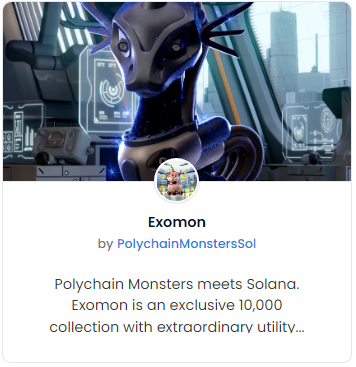 Exomon
by PolychainMonstersSol
Polychain Monsters meets Solana.
Exomon is an exclusive 10,000
collection with extraordinary utility...